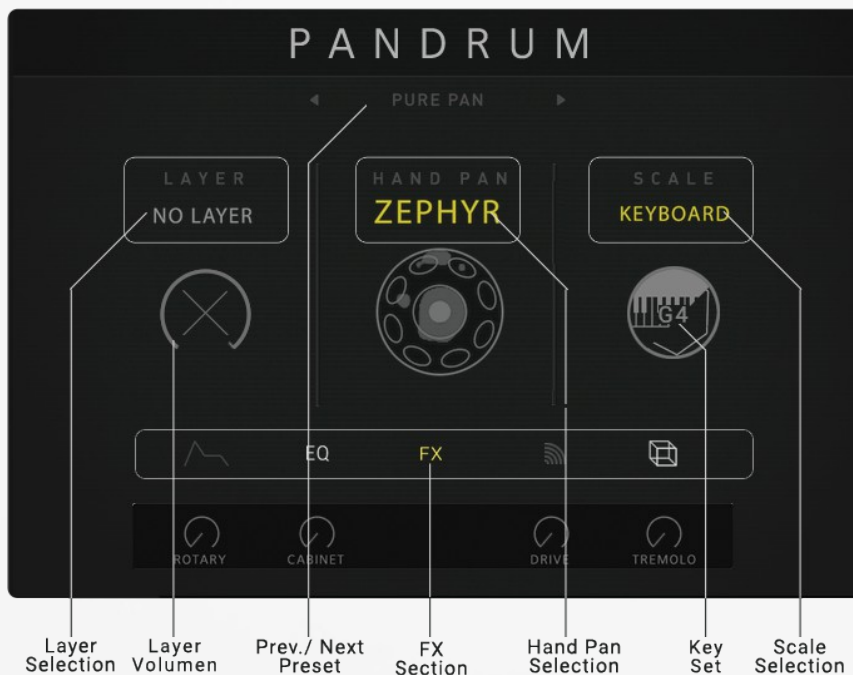 PANDRUM
PURE PAN
LAYER
NO LAYER
HAND PAN
ZEPHYR
SCALE
KEYBOARD
G4
EQ
FX
ROTARY
CABINET
DRIVE
TREMOLO
Layer
Selection
Layer
Volumen
Prev./ Next
Preset
FX
Section
Hand Pan
Selection
Key
Set
Scale
Selection